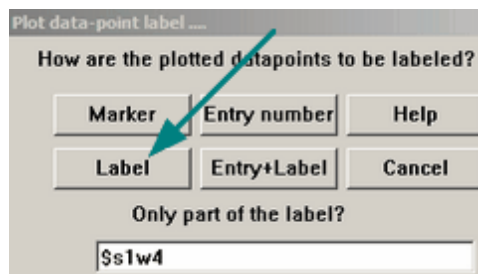 Plot data-point label ....
How are the plotted datapoints to be labeled?
Marker Entry number Help
Label Entry+Label Cancel
Only part of the label?
$s1w4